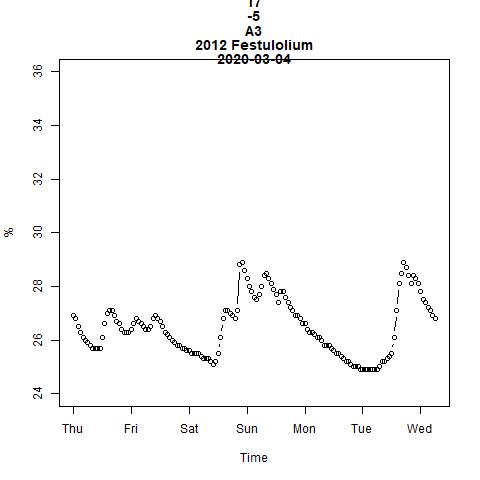 17
-5
A3
2012 Festulolium
2020-03-04
36
34
32
30
28
26
24
%
Thu Fri Sat Sun Mon Tue Wed
Time